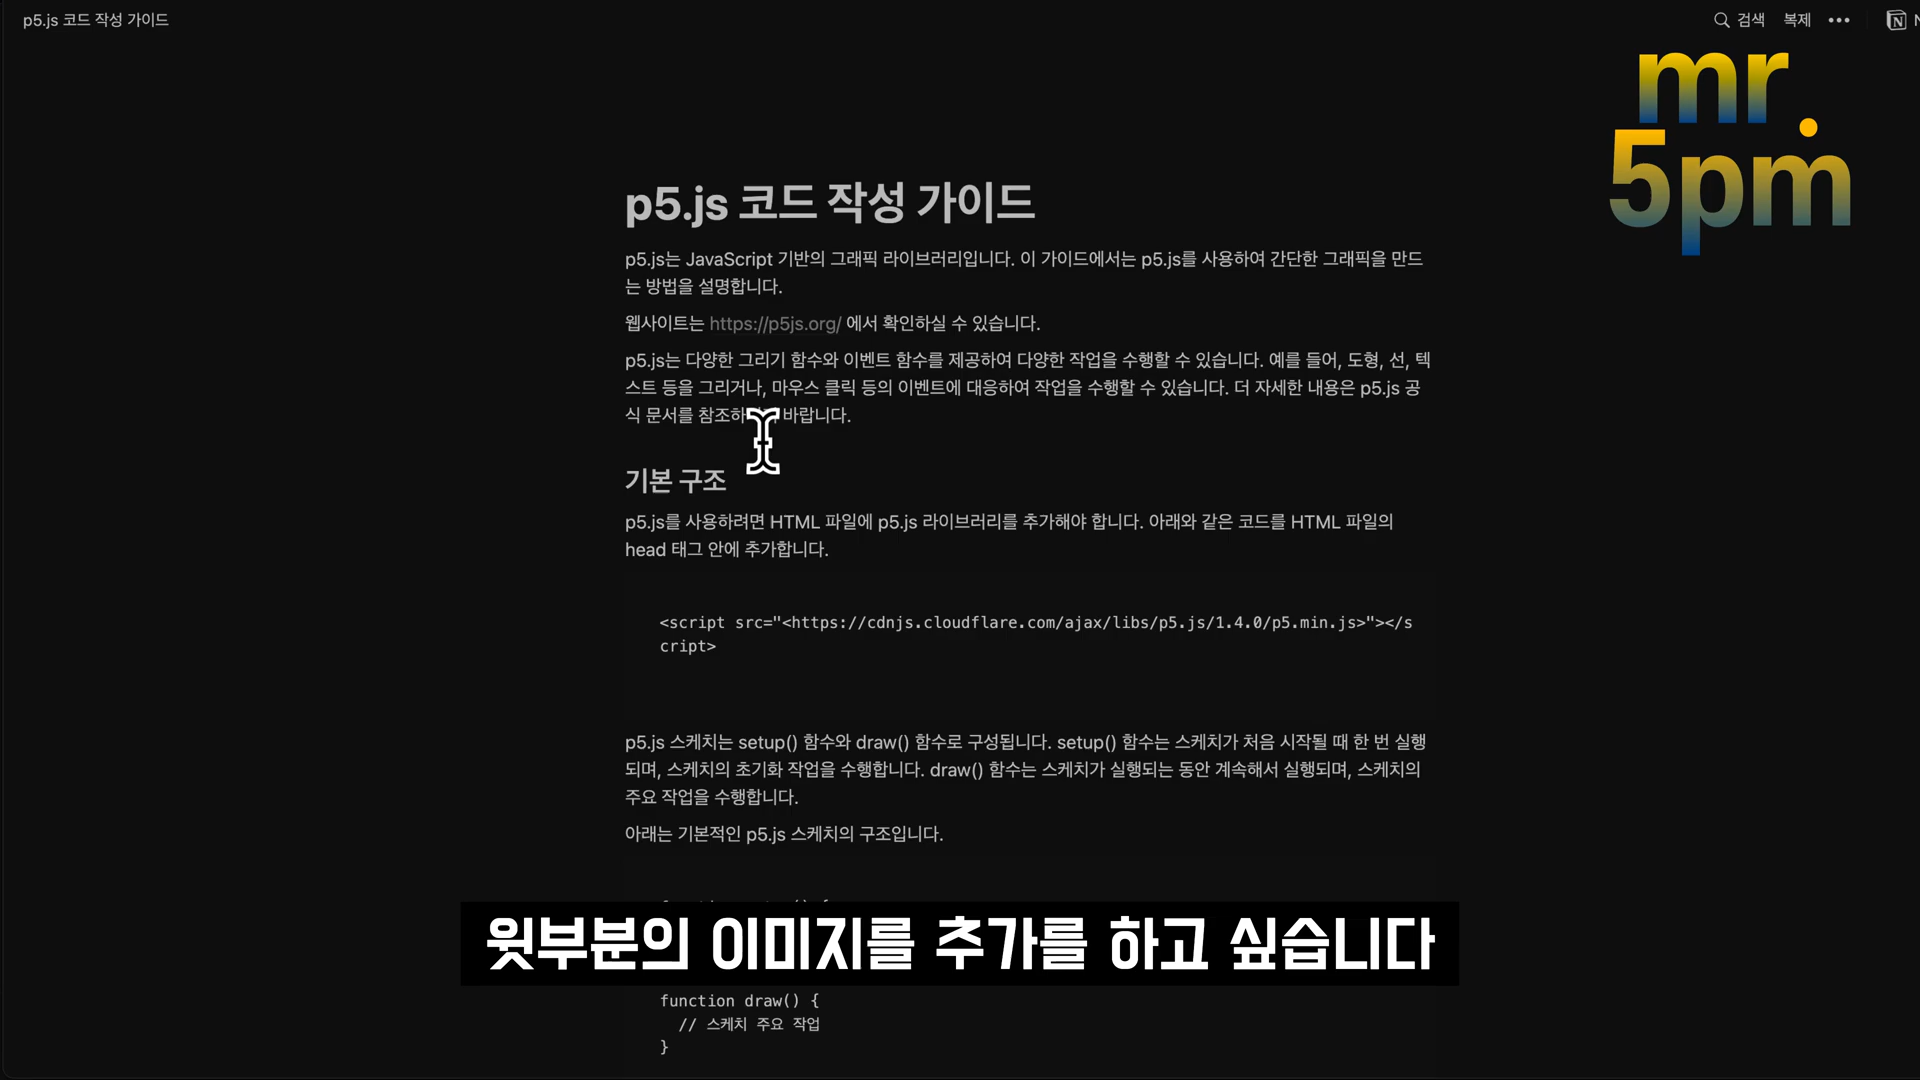 p5.js 코드 작성 가이드
검색 복제 •••
mr.
5pm
p5.js 코드 작성 가이드
p5.js는 JavaScript 기반의 그래픽 라이브러리입니다. 이 가이드에서는 p5.js를 사용하여 간단한 그래픽을 만드
는 방법을 설명합니다.
웹사이트는 https://p5js.org/ 에서 확인하실 수 있습니다.
p5.js는 다양한 그리기 함수와 이벤트 함수를 제공하여 다양한 작업을 수행할 수 있습니다. 예를 들어, 도형, 선, 텍
스트 등을 그리거나, 마우스 클릭 등의 이벤트에 대응하여 작업을 수행할 수 있습니다. 더 자세한 내용은 p5.js 공
식 문서를 바랍니다.
기본 구조
p5.js를 사용하려면 HTML 파일에 p5.js 라이브러리를 추가해야 합니다. 아래와 같은 코드를 HTML 파일의
head 태그 안에 추가합니다.
<script src="<https://cdnjs.cloudflare.com/ajax/libs/p5.js/1.4.0/p5.min.js>"></s
cript>
p5.js 스케치는 setup() 함수와 draw() 함수로 구성됩니다. setup() 함수는 스케치가 처음 시작될 때 한 번 실행
되며, 스케치의 초기화 작업을 수행합니다. draw() 함수는 스케치가 실행되는 동안 계속해서 실행되며, 스케치의
주요 작업을 수행합니다.
아래는 기본적인 p5.js 스케치의 구조입니다.
윗부분의 이미지를 추가를 하고 싶습니다
function draw() {
// 스케치 주요 작업
}